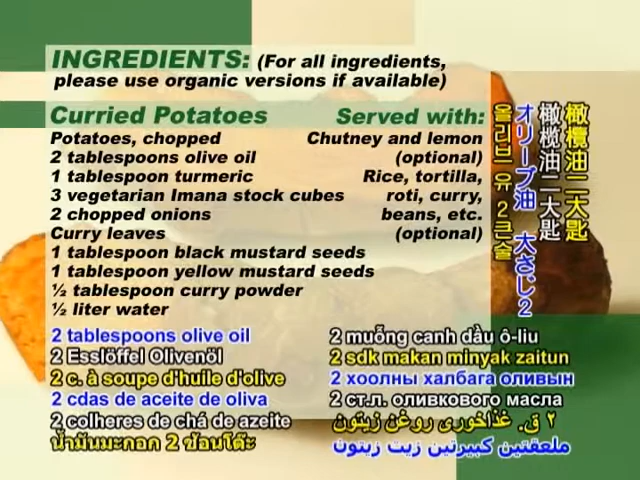 INGREDIENTS: (For all ingredients,
please use organic versions if available)
Curried Potatoes
Potatoes, chopped
2 tablespoons olive oil
1 tablespoon turmeric
3 vegetarian Imana stock cubes
2 chopped onions
Curry leaves
1 tablespoon black mustard seeds
1 tablespoon yellow mustard seeds
½ tablespoon curry powder
½ liter water
Served with:
Chutney and lemon
(optional)
Rice, tortilla,
roti, curry,
beans, etc.
(optional)
橄欖油二大匙
橄榄油二大匙
オリーブ油 大さじ2
올리브 유 2 큰술
2 tablespoons olive oil
2 Esslöffel Olivenöl
2 c. à soupe d'huile d'olive
2 cdas de aceite de oliva
2 colheres de chá de azeite
น้ำมันมะกอก 2 ช้อนโต๊ะ
2 muỗng canh dầu ô-liu
2 sdk makan minyak zaitun
2 хоолны халбага оливын
2 ст.л. оливкового масла
۲ ق. غذاخوری روغن زیتون
ملعقتين كبيرتين زيت زيتون